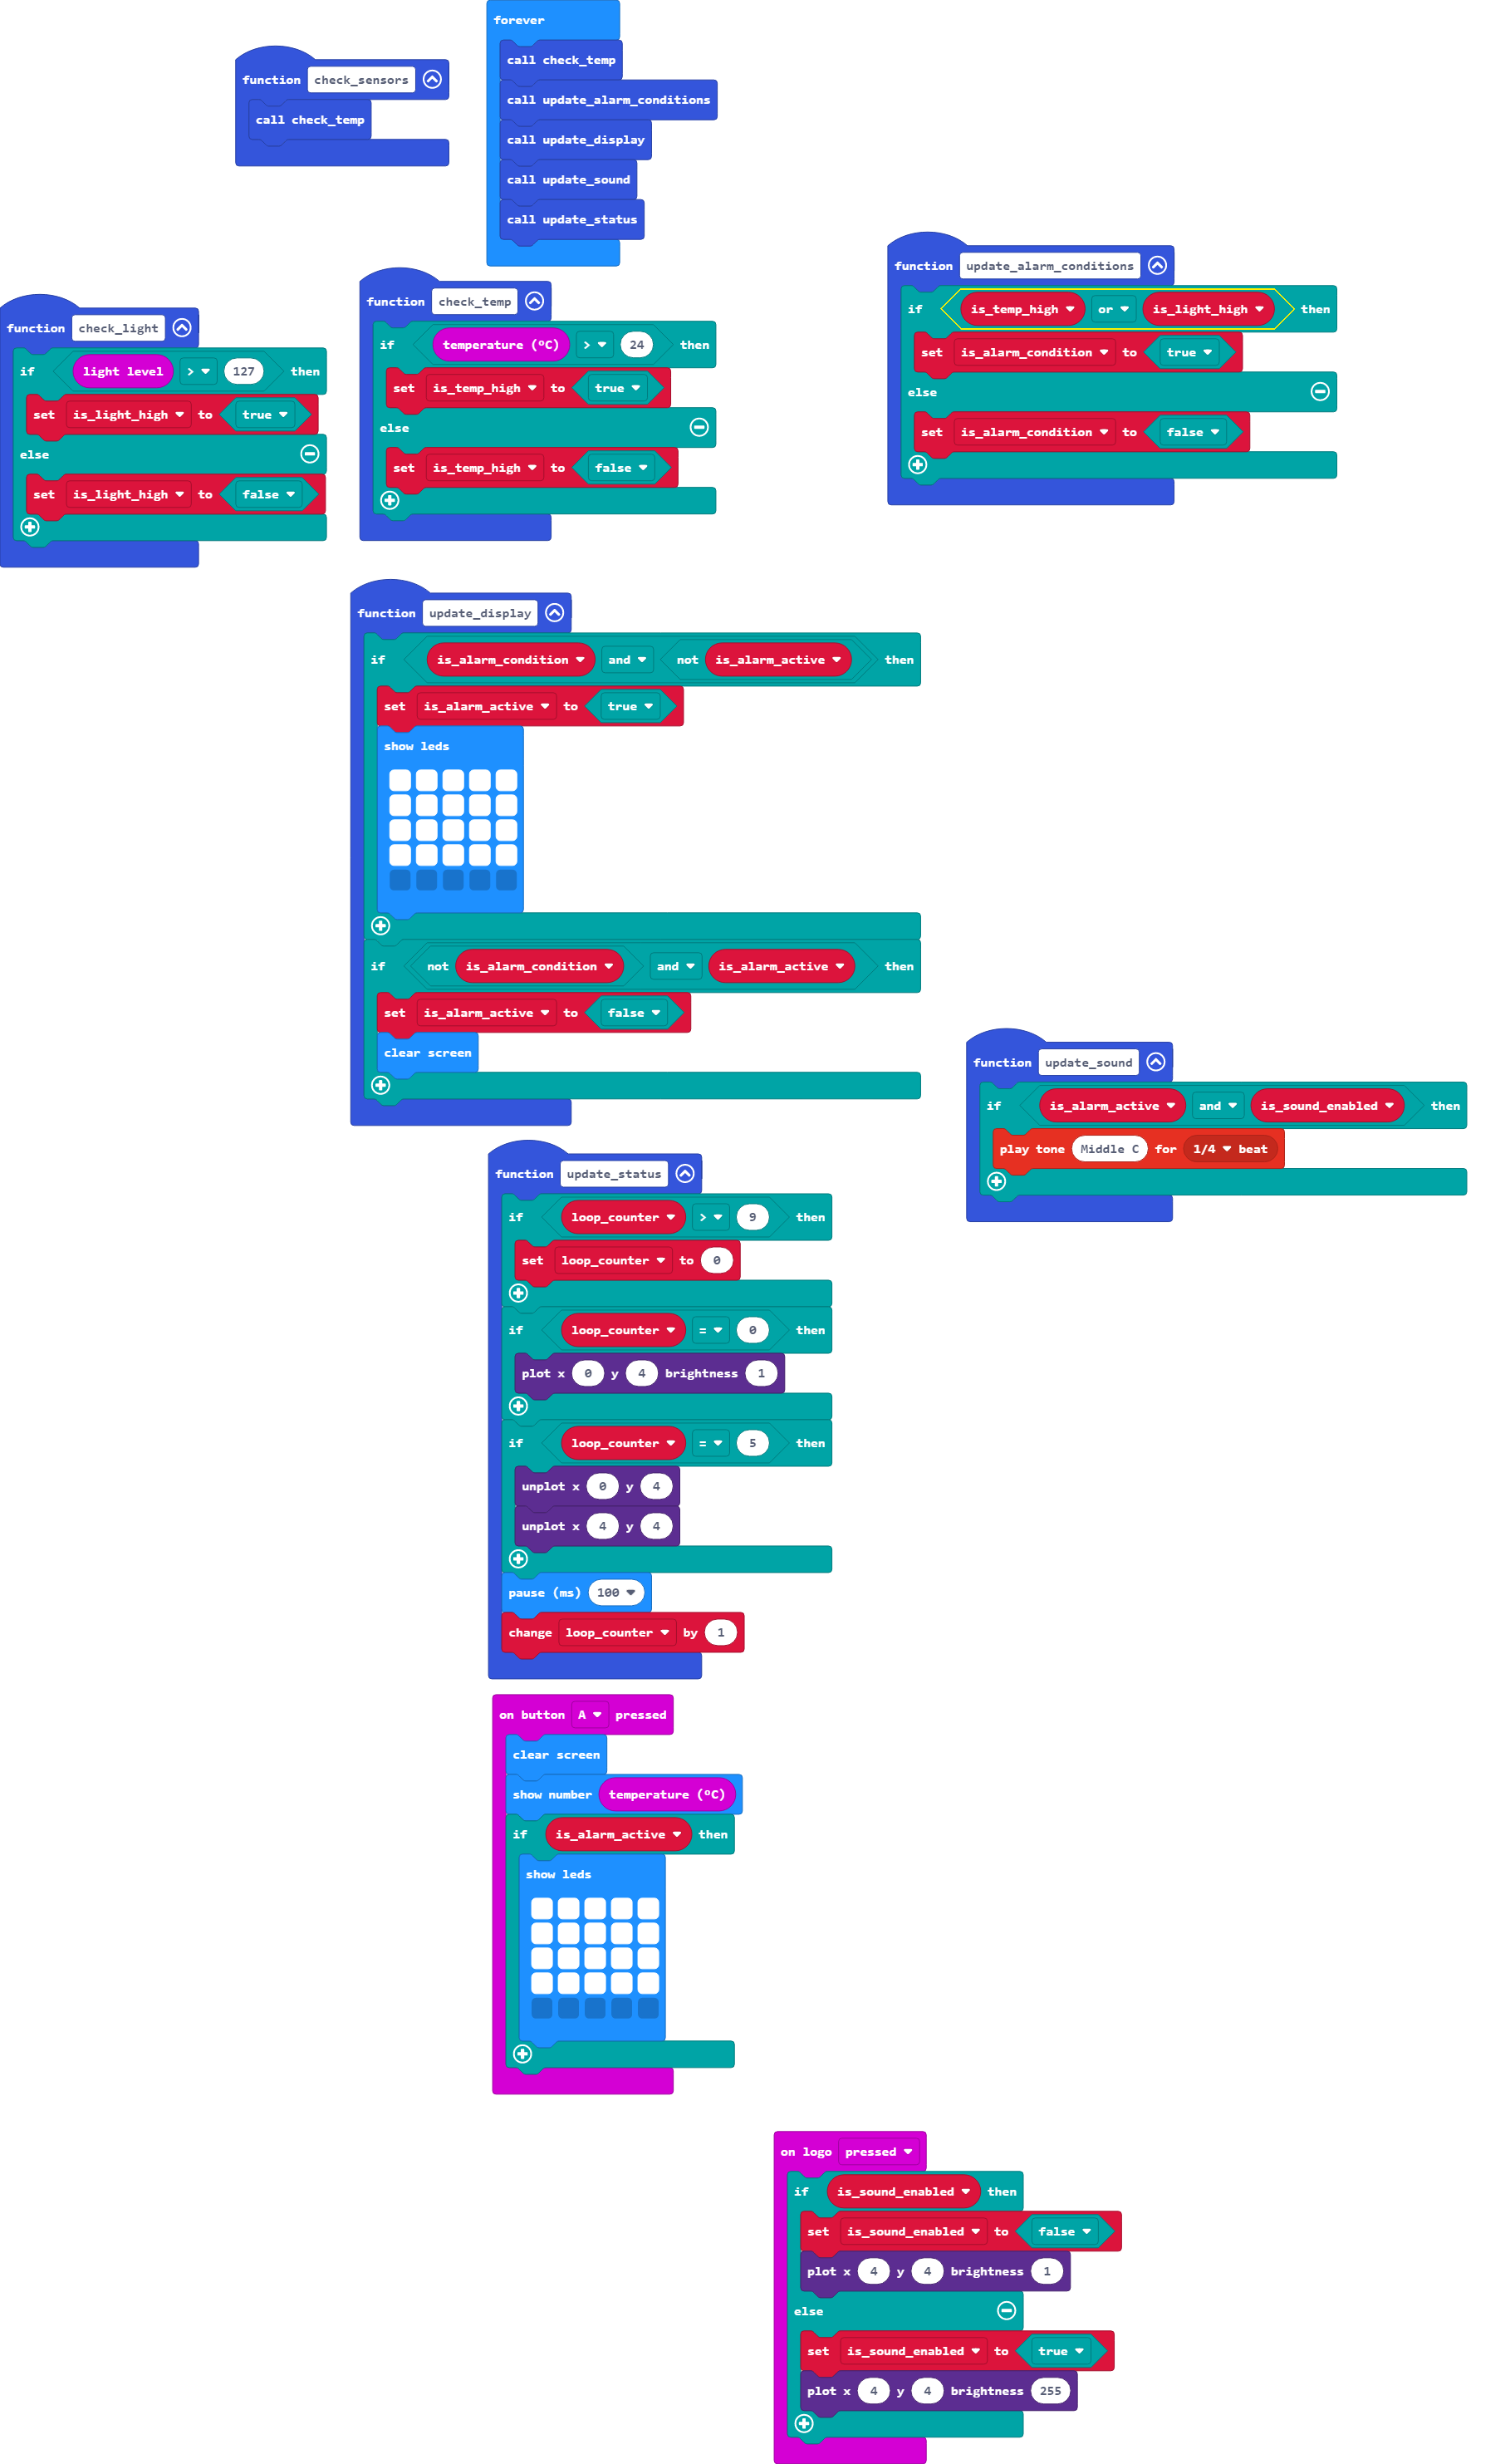 forever
call check_temp
call update_alarm_conditions
call update_display
call update_sound
call update_status
function check_sensors
call check_temp
function check_light
if light level > 127 then
set is_light_high to true
else
set is_light_high to false
function check_temp
if temperature (°C) > 24 then
set is_temp_high to true
else
set is_temp_high to false
function update_alarm_conditions
if is_temp_high or is_light_high then
set is_alarm_condition to true
else
set is_alarm_condition to false
function update_display
if is_alarm_condition and not is_alarm_active then
set is_alarm_active to true
show leds
if not is_alarm_condition and is_alarm_active then
set is_alarm_active to false
clear screen
function update_sound
if is_alarm_active and is_sound_enabled then
play tone Middle C for 1/4 beat
function update_status
if loop_counter > 9 then
set loop_counter to 0
if loop_counter = 0 then
plot x 0 y 4 brightness 1
if loop_counter = 5 then
unplot x 0 y 4
unplot x 4 y 4
pause (ms) 100
change loop_counter by 1
on button A pressed
clear screen
show number temperature (°C)
if is_alarm_active then
show leds
on logo pressed
if is_sound_enabled then
set is_sound_enabled to false
plot x 4 y 4 brightness 1
else
set is_sound_enabled to true
plot x 4 y 4 brightness 255